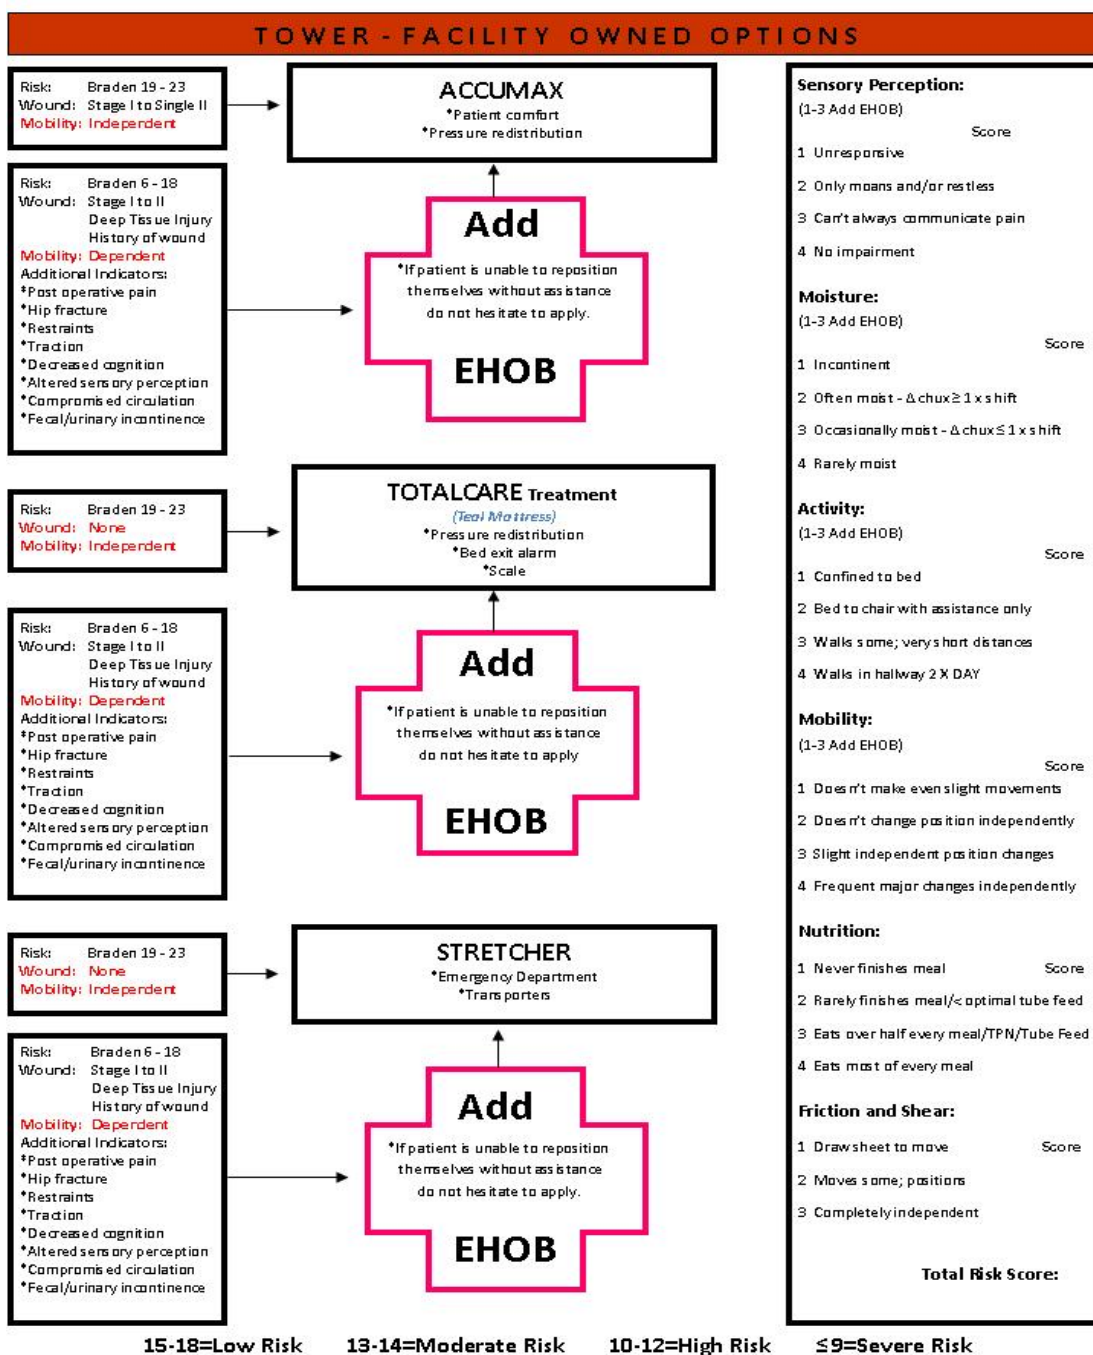 TOWER - FACILITY OWNED OPTIONS
Risk: Braden 19 - 23
Wound: Stage I to Single II
Mobility: Independent
ACCUMAX
*Patient comfort
*Pressure redistribution
Risk: Braden 6 - 18
Wound: Stage I to II
Deep Tissue Injury
History of wound
Mobility: Dependent
Additional Indicators:
*Post operative pain
*Hip fracture
*Restraints
*Traction
*Decreased cognition
*Altered sensory perception
*Compromised circulation
*Fecal/urinary incontinence
Add
*If patient is unable to reposition
themselves without assistance
do not hesitate to apply.
EHOB
Risk: Braden 19 - 23
Wound: None
Mobility: Independent
TOTALCARE Treatment
(Teal Mattress)
*Pressure redistribution
*Bed exit alarm
*Scale
Risk: Braden 6 - 18
Wound: Stage I to II
Deep Tissue Injury
History of wound
Mobility: Dependent
Additional Indicators:
*Post operative pain
*Hip fracture
*Restraints
*Traction
*Decreased cognition
*Altered sensory perception
*Compromised circulation
*Fecal/urinary incontinence
Add
*If patient is unable to reposition
themselves without assistance
do not hesitate to apply
EHOB
Risk: Braden 19 - 23
Wound: None
Mobility: Independent
STRETCHER
*Emergency Department
*Transporters
Risk: Braden 6 - 18
Wound: Stage I to II
Deep Tissue Injury
History of wound
Mobility: Dependent
Additional Indicators:
*Post operative pain
*Hip fracture
*Restraints
*Traction
*Decreased cognition
*Altered sensory perception
*Compromised circulation
*Fecal/urinary incontinence
Add
*If patient is unable to reposition
themselves without assistance
do not hesitate to apply.
EHOB
Sensory Perception:
(1-3 Add EHOB)
Score
1 Unresponsive
2 Only moans and/or restless
3 Can't always communicate pain
4 No impairment
Moisture:
(1-3 Add EHOB)
Score
1 Incontinent
2 Often moist - Δ chux ≥ 1 x shift
3 Occasionally moist - Δ chux ≤ 1 x shift
4 Rarely moist
Activity:
(1-3 Add EHOB)
Score
1 Confined to bed
2 Bed to chair with assistance only
3 Walks some; very short distances
4 Walks in hallway 2 X DAY
Mobility:
(1-3 Add EHOB)
Score
1 Doesn't make even slight movements
2 Doesn't change position independently
3 Slight independent position changes
4 Frequent major changes independently
Nutrition:
1 Never finishes meal Score
2 Rarely finishes meal/< optimal tube feed
3 Eats over half every meal/TPN/Tube Feed
4 Eats most of every meal
Friction and Shear:
1 Draw sheet to move Score
2 Moves some; positions
3 Completely independent
Total Risk Score:
15-18=Low Risk 13-14=Moderate Risk 10-12=High Risk ≤9=Severe Risk